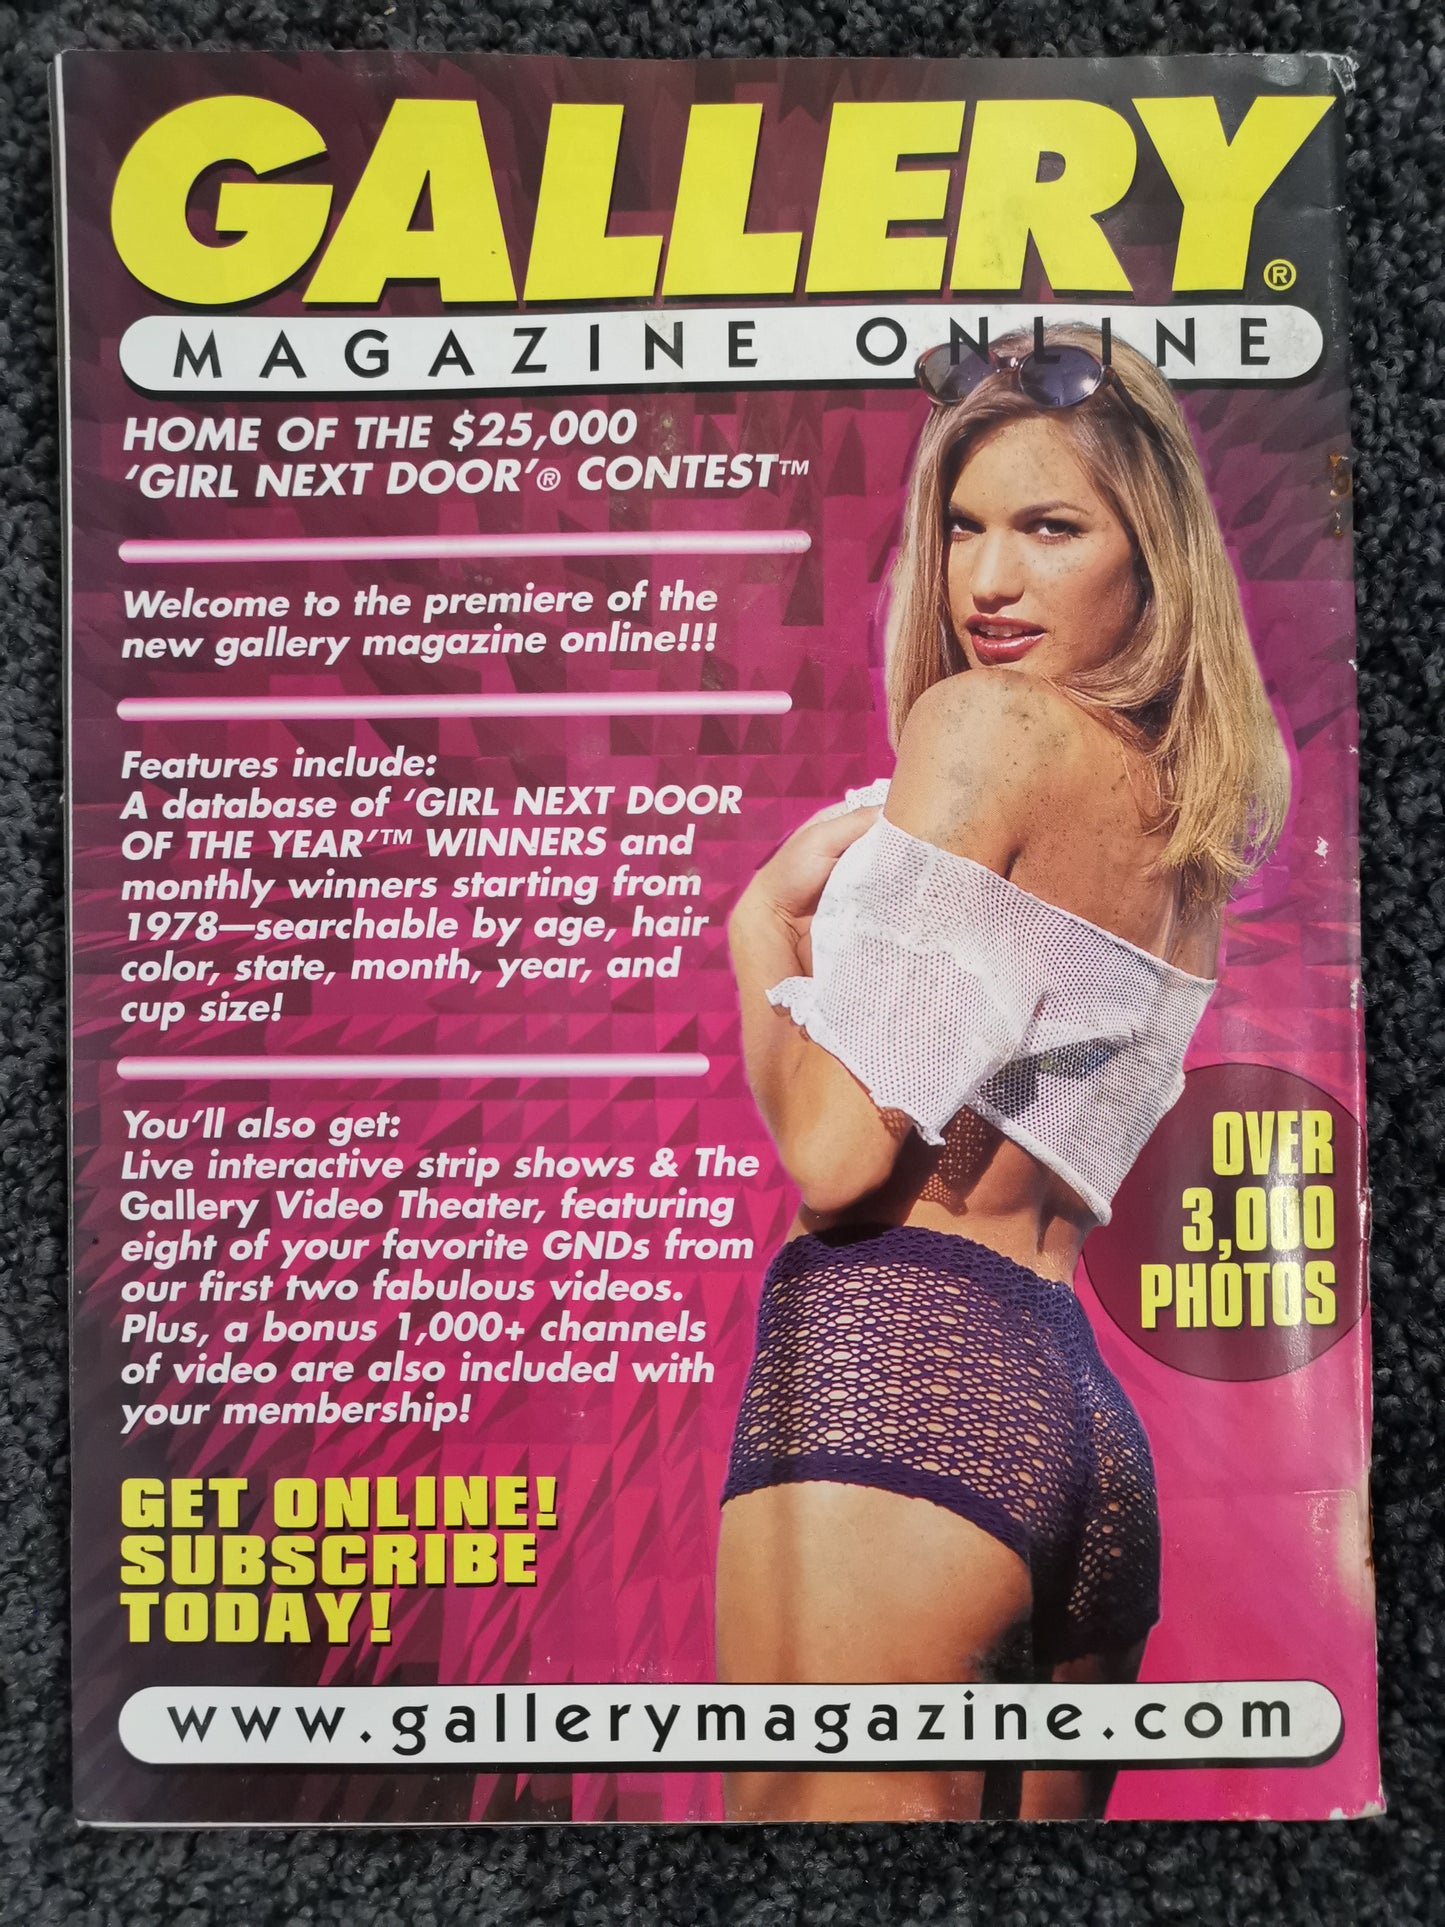 GALLERY®
MAGAZINE ONLINE
HOME OF THE $25,000
‘GIRL NEXT DOOR’® CONTEST™
Welcome to the premiere of the
new gallery magazine online!!!
Features include:
A database of ‘GIRL NEXT DOOR
OF THE YEAR’™ WINNERS and
monthly winners starting from
1978—searchable by age, hair
color, state, month, year, and
cup size!
You’ll also get:
Live interactive strip shows & The
Gallery Video Theater, featuring
eight of your favorite GNDs from
our first two fabulous videos.
Plus, a bonus 1,000+ channels
of video are also included with
your membership!
OVER
3,000
PHOTOS
GET ONLINE!
SUBSCRIBE
TODAY!
www.gallerymagazine.com